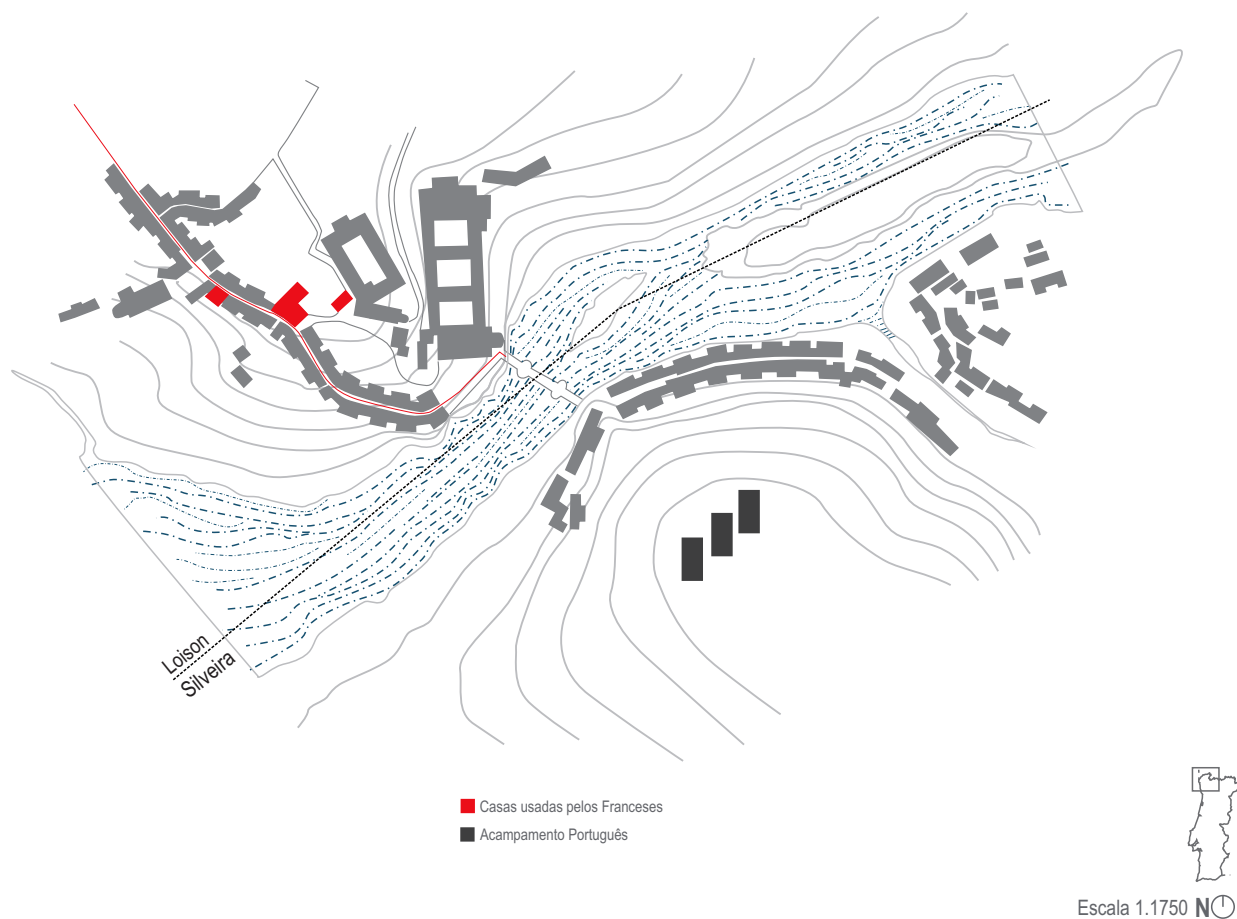 Loison
Silveira
Casas usadas pelos Franceses
Acampamento Português
Escala 1.1750 N